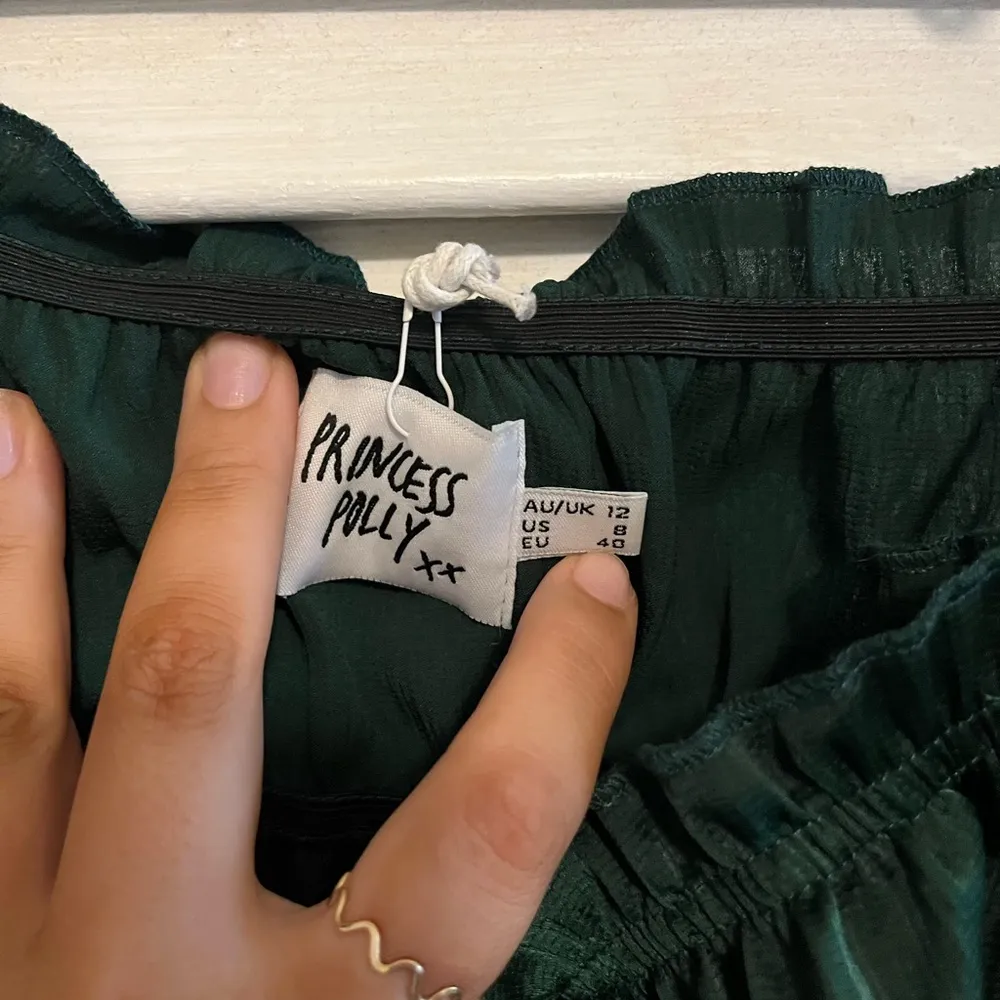 PRINCESS
POLLY xx
AU/UK 12
US 8
EU 40